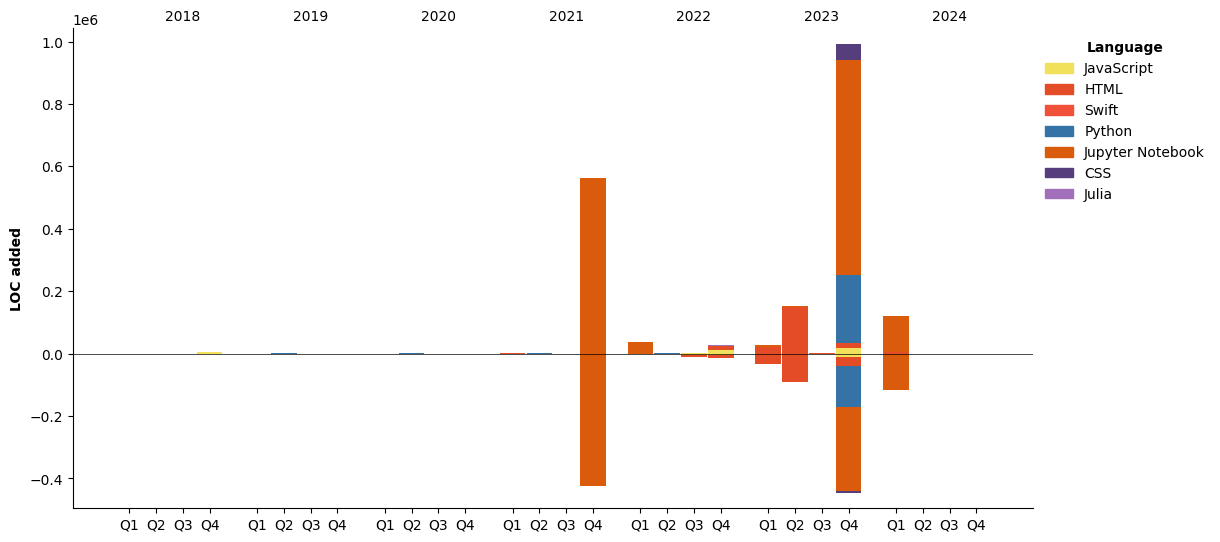 1e6
2018 2019 2020 2021 2022 2023 2024
LOC added
1.0
0.8
0.6
0.4
0.2
0.0
−0.2
−0.4
Q1 Q2 Q3 Q4 Q1 Q2 Q3 Q4 Q1 Q2 Q3 Q4 Q1 Q2 Q3 Q4 Q1 Q2 Q3 Q4 Q1 Q2 Q3 Q4 Q1 Q2 Q3 Q4
Language
JavaScript
HTML
Swift
Python
Jupyter Notebook
CSS
Julia